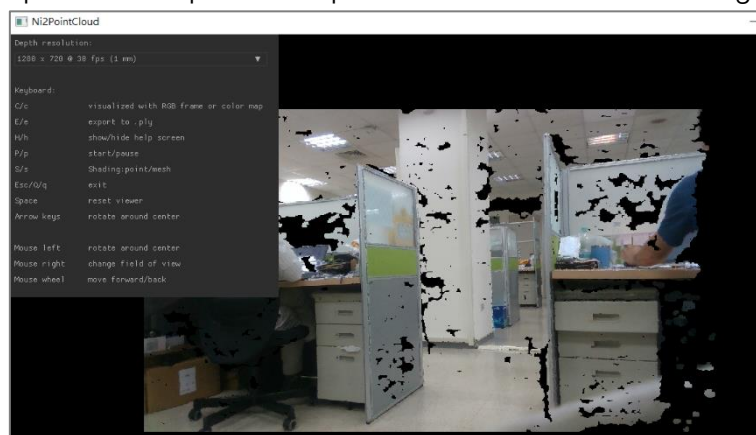 Ni2PointCloud
Depth resolution:
1280 x 720 @ 30 fps (1 mm)
Keyboard:
C/c visualized with RGB frame or color map
E/e export to .ply
H/h show/hide help screen
P/p start/pause
S/s Shading:point/mesh
Esc/Q/q exit
Space reset viewer
Arrow keys rotate around center
Mouse left rotate around center
Mouse right change field of view
Mouse wheel move forward/back